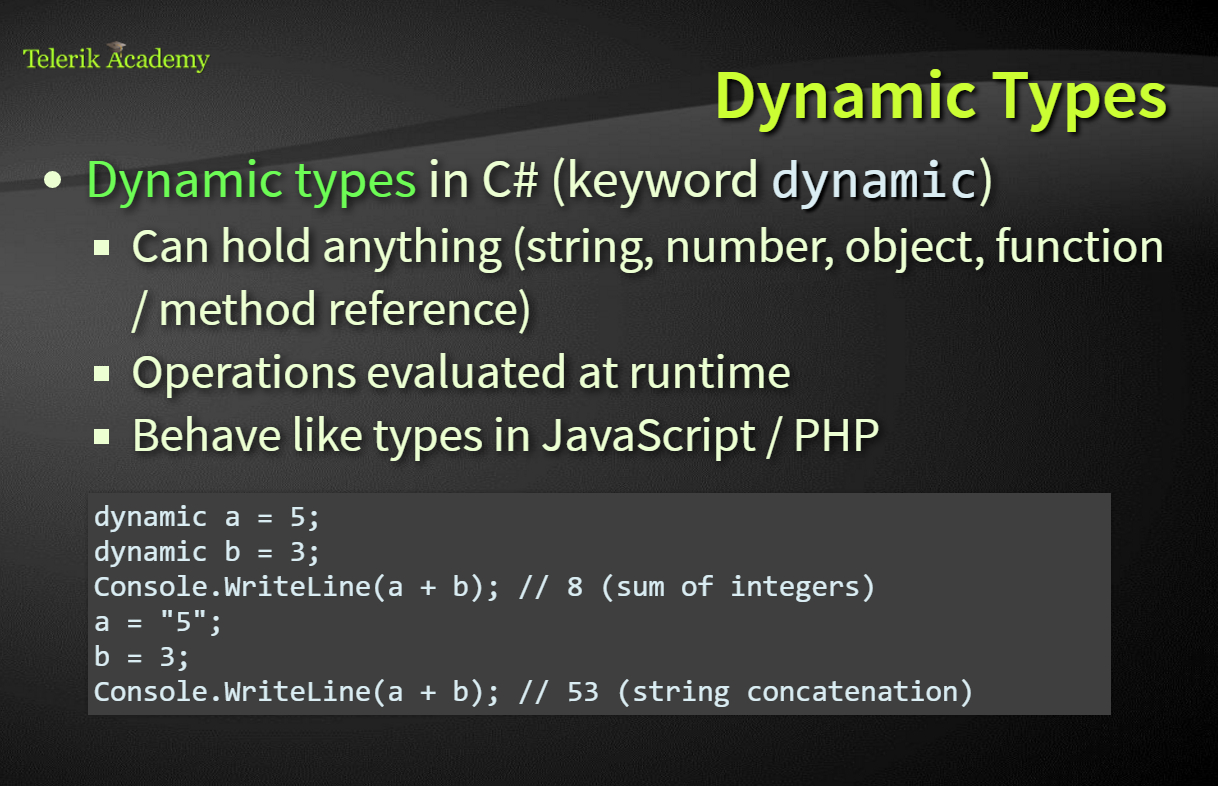 Telerik Academy
Dynamic Types
• Dynamic types in C# (keyword dynamic)
▪ Can hold anything (string, number, object, function
/ method reference)
▪ Operations evaluated at runtime
▪ Behave like types in JavaScript / PHP
dynamic a = 5;
dynamic b = 3;
Console.WriteLine(a + b); // 8 (sum of integers)
a = "5";
b = 3;
Console.WriteLine(a + b); // 53 (string concatenation)